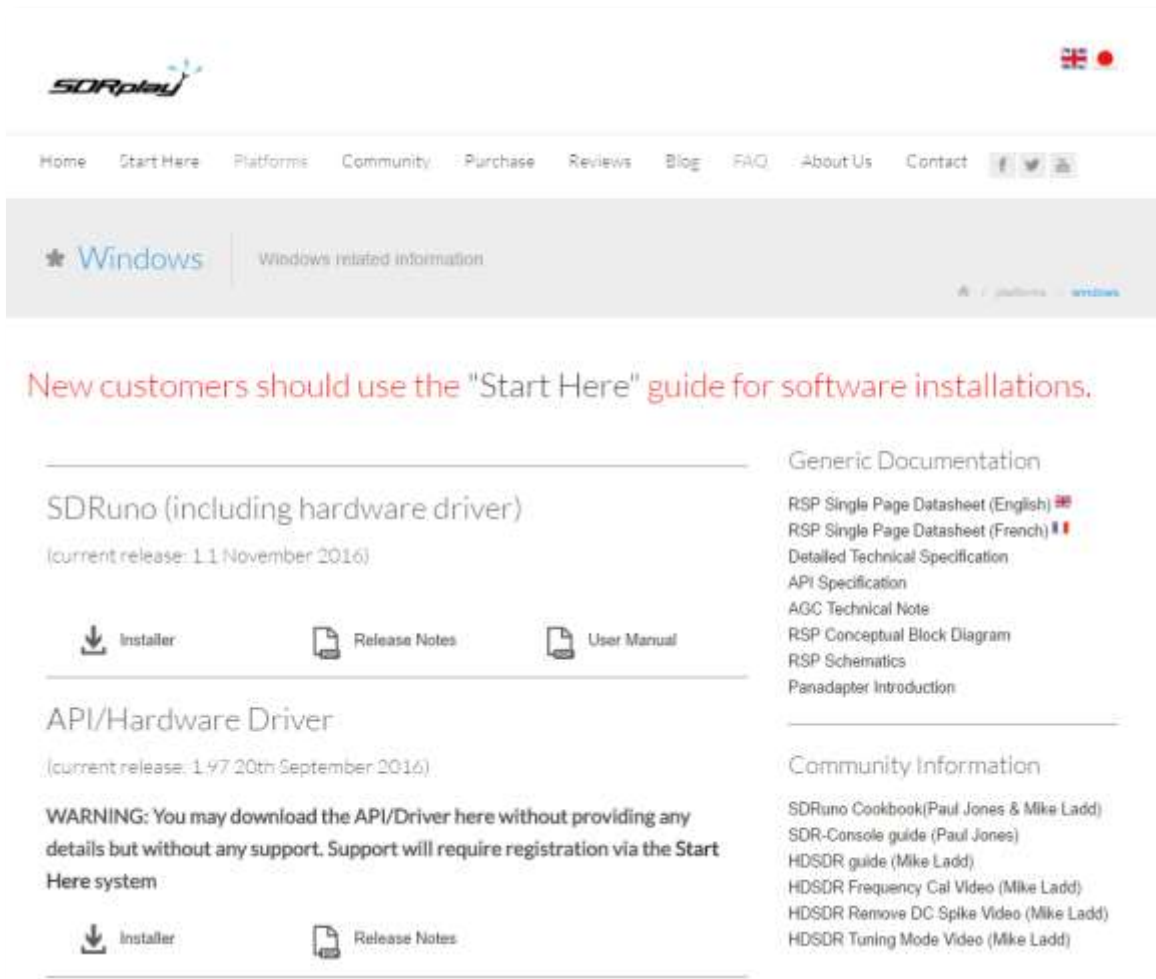 SDRplay
Home Start Here Platforms Community Purchase Reviews Blog FAQ About Us Contact
Windows
Windows related information
platforms / windows
New customers should use the "Start Here" guide for software installations.
SDRuno (including hardware driver)
(current release: 1.1 November 2016)
Installer Release Notes User Manual
API/Hardware Driver
(current release: 1.97 20th September 2016)
WARNING: You may download the API/Driver here without providing any
details but without any support. Support will require registration via the Start
Here system
Installer Release Notes
Generic Documentation
RSP Single Page Datasheet (English)
RSP Single Page Datasheet (French)
Detailed Technical Specification
API Specification
AGC Technical Note
RSP Conceptual Block Diagram
RSP Schematics
Panadapter Introduction
Community Information
SDRuno Cookbook(Paul Jones & Mike Ladd)
SDR-Console guide (Paul Jones)
HDSDR guide (Mike Ladd)
HDSDR Frequency Cal Video (Mike Ladd)
HDSDR Remove DC Spike Video (Mike Ladd)
HDSDR Tuning Mode Video (Mike Ladd)